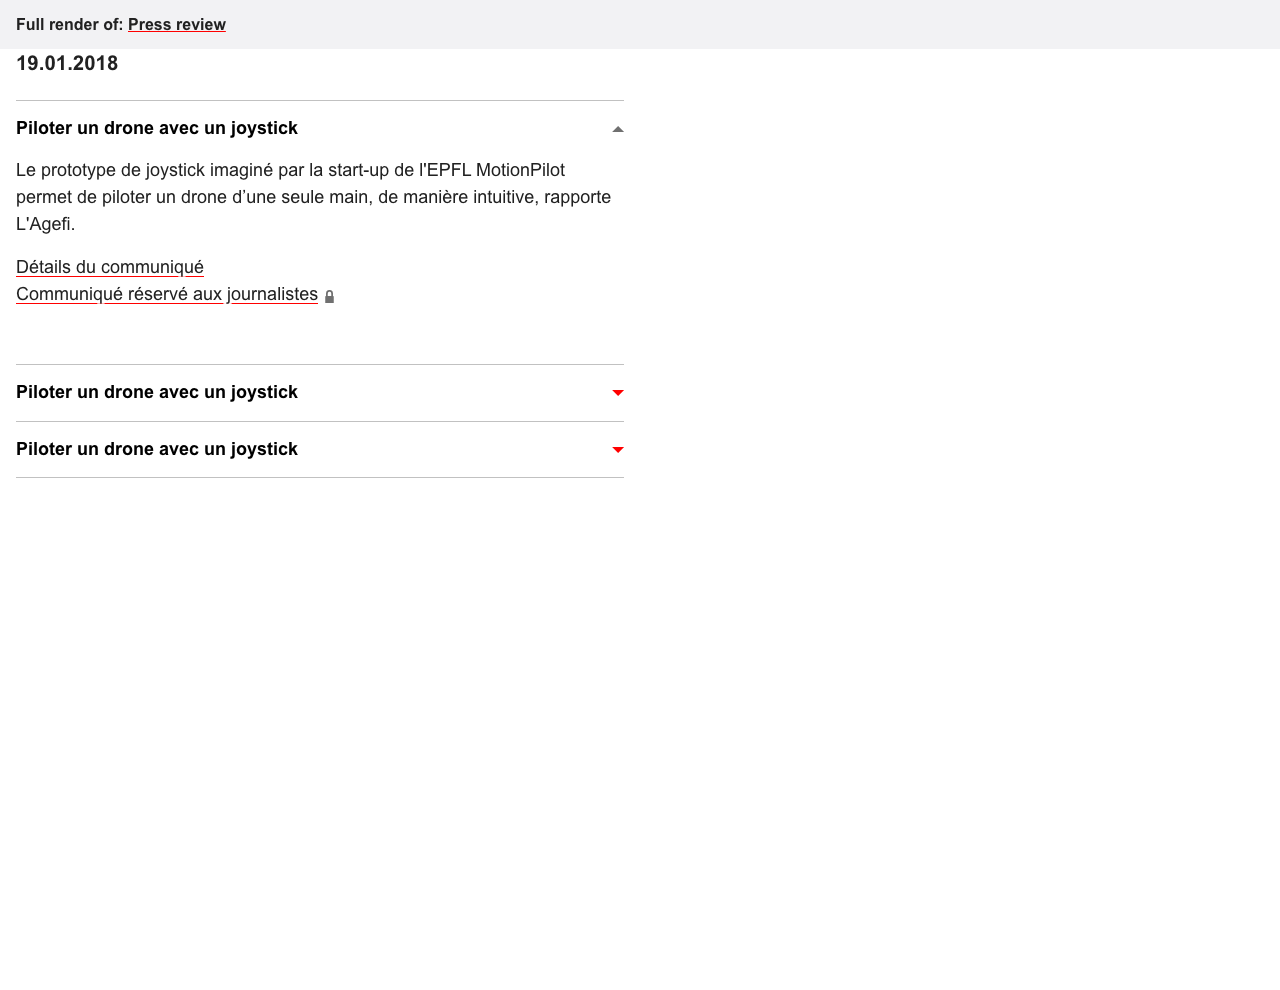 Full render of: Press review
19.01.2018
Piloter un drone avec un joystick
Le prototype de joystick imaginé par la start-up de l'EPFL MotionPilot
permet de piloter un drone d’une seule main, de manière intuitive, rapporte
L'Agefi.
Détails du communiqué
Communiqué réservé aux journalistes
Piloter un drone avec un joystick
Piloter un drone avec un joystick